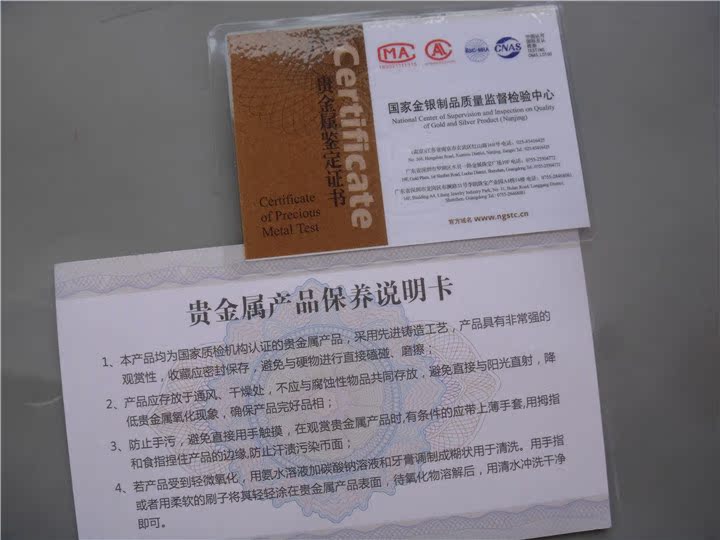 Certificate
贵金属鉴定证书
Certificate
of Precious
Metal Test
MA
AL
CNAS
国家金银制品质量监督检验中心
National Center of Supervision and Inspection on Quality
of Gold and Silver Product (Nanjing)
官方域名 www.ngstc.cn
贵金属产品保养说明卡
1、本产品均为国家质检机构认证的贵金属产品，采用先进铸造工艺，产品具有非常强的
观赏性，收藏应密封保存，避免与硬物进行直接磕碰、磨擦；
2、产品应存放于通风、干燥处，不应与腐蚀性物品共同存放，避免直接与阳光直射，降
低贵金属氧化现象，确保产品完好品相；
3、防止手污，避免直接用手触摸，在观赏贵金属产品时,有条件的应带上薄手套,用拇指
和食指捏住产品的边缘,防止汗渍污染币面；
4、若产品受到轻微氧化，用氨水溶液加碳酸钠溶液和牙膏调制成糊状用于清洗。用手指
或者用柔软的刷子将其轻轻涂在贵金属产品表面，待氧化物溶解后，用清水冲洗干净
即可。